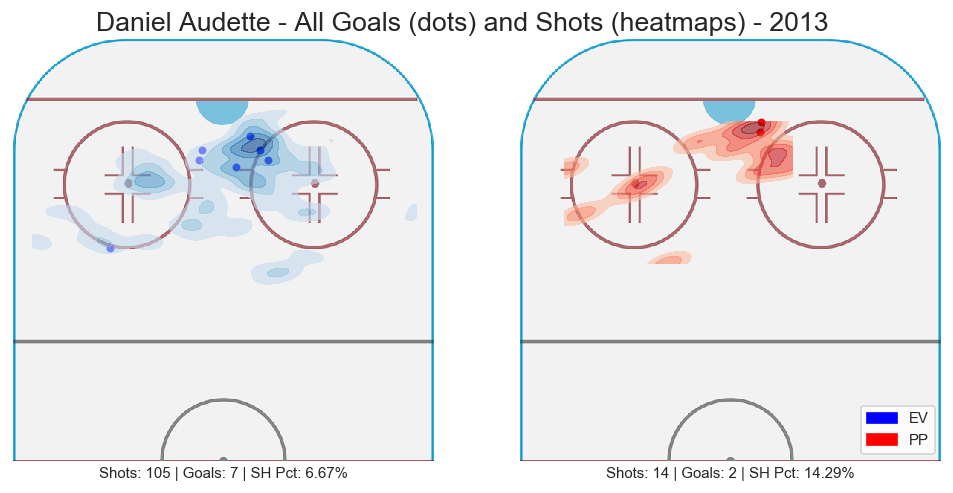 Daniel Audette - All Goals (dots) and Shots (heatmaps) - 2013
EV
PP
Shots: 105 | Goals: 7 | SH Pct: 6.67%
Shots: 14 | Goals: 2 | SH Pct: 14.29%